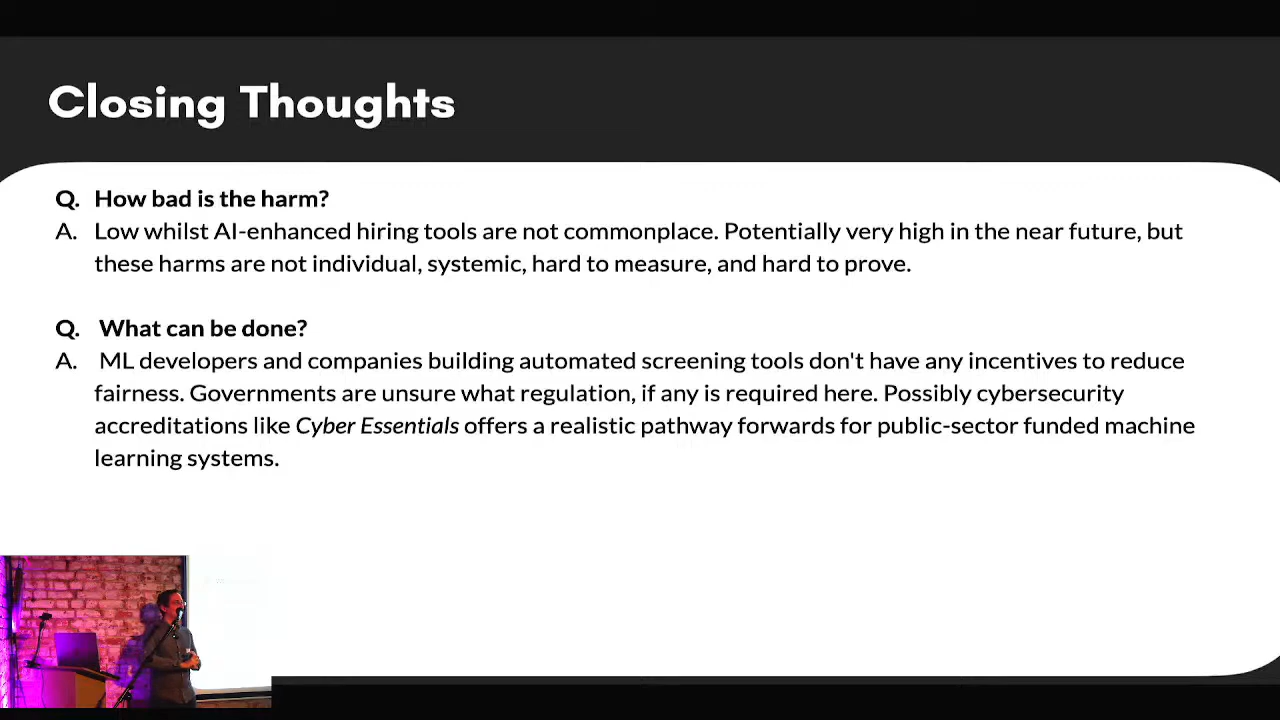 Closing Thoughts
Q. How bad is the harm?
A. Low whilst AI-enhanced hiring tools are not commonplace. Potentially very high in the near future, but
these harms are not individual, systemic, hard to measure, and hard to prove.
Q. What can be done?
A. ML developers and companies building automated screening tools don't have any incentives to reduce
fairness. Governments are unsure what regulation, if any is required here. Possibly cybersecurity
accreditations like Cyber Essentials offers a realistic pathway forwards for public-sector funded machine
learning systems.